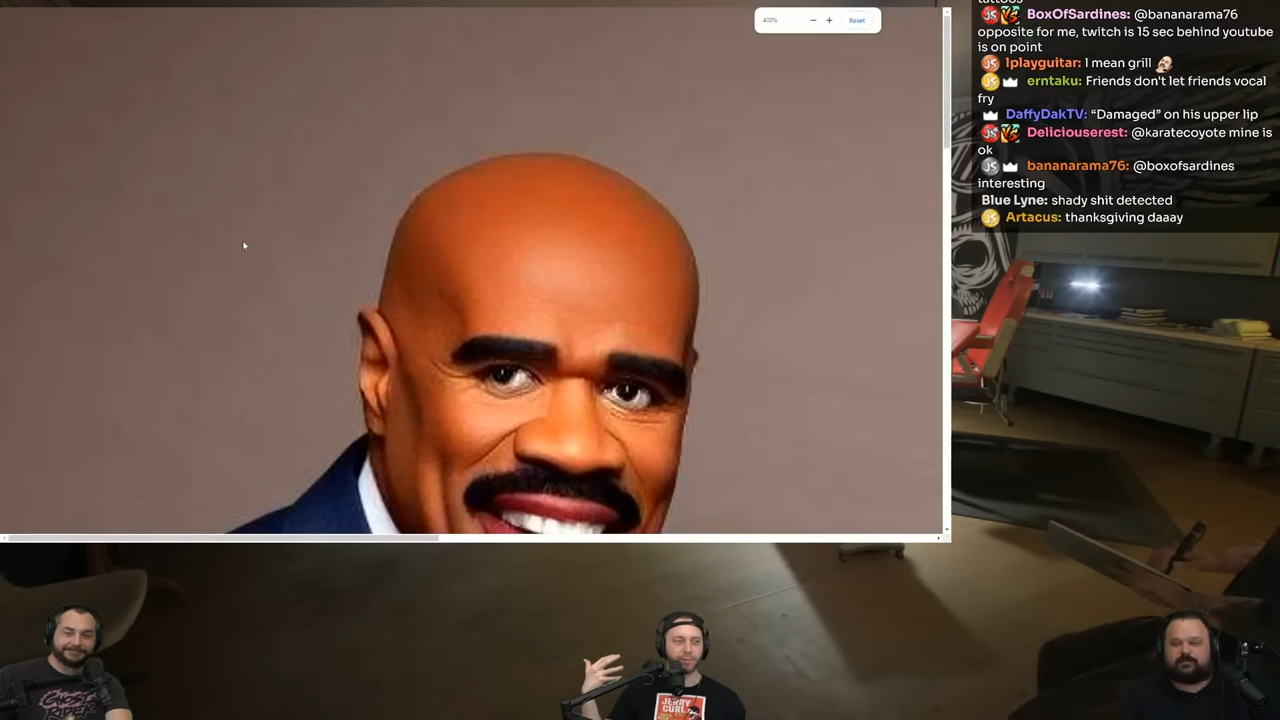 400%
Reset
tattoos
BoxOfSardines: @bananarama76
opposite for me, twitch is 15 sec behind youtube
is on point
Iplayguitar: I mean grill
erntaku: Friends don't let friends vocal
fry
DaffyDakTV: “Damaged” on his upper lip
Deliciouserest: @karatecoyote mine is
ok
bananarama76: @boxofsardines
interesting
Blue Lyne: shady shit detected
Artacus: thanksgiving daaay
JERRY
CURL